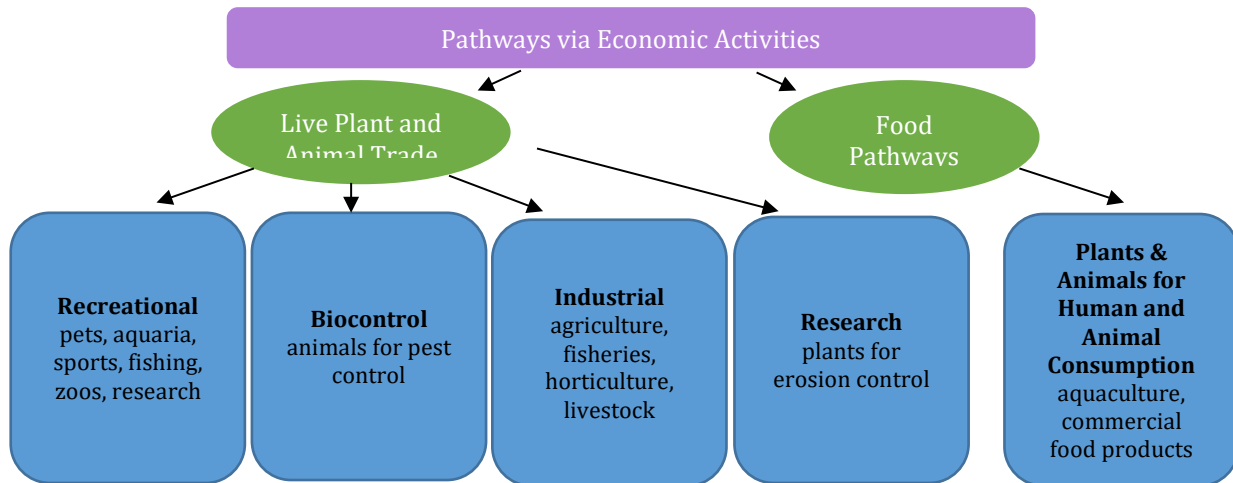 Pathways via Economic Activities
Live Plant and
Animal Trade
Food
Pathways
Recreational
pets, aquaria,
sports, fishing,
zoos, research
Biocontrol
animals for pest
control
Industrial
agriculture,
fisheries,
horticulture,
livestock
Research
plants for
erosion control
Plants &
Animals for
Human and
Animal
Consumption
aquaculture,
commercial
food products